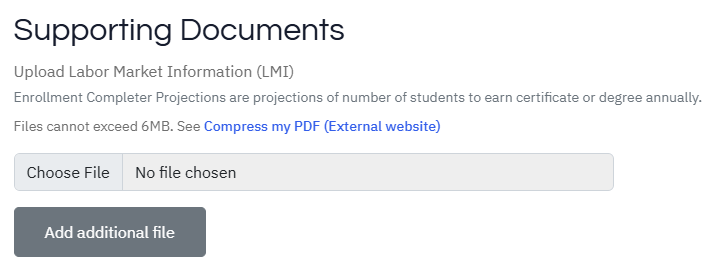 Supporting Documents
Upload Labor Market Information (LMI)
Enrollment Completer Projections are projections of number of students to earn certificate or degree annually.
Files cannot exceed 6MB. See Compress my PDF (External website)
Choose File No file chosen
Add additional file